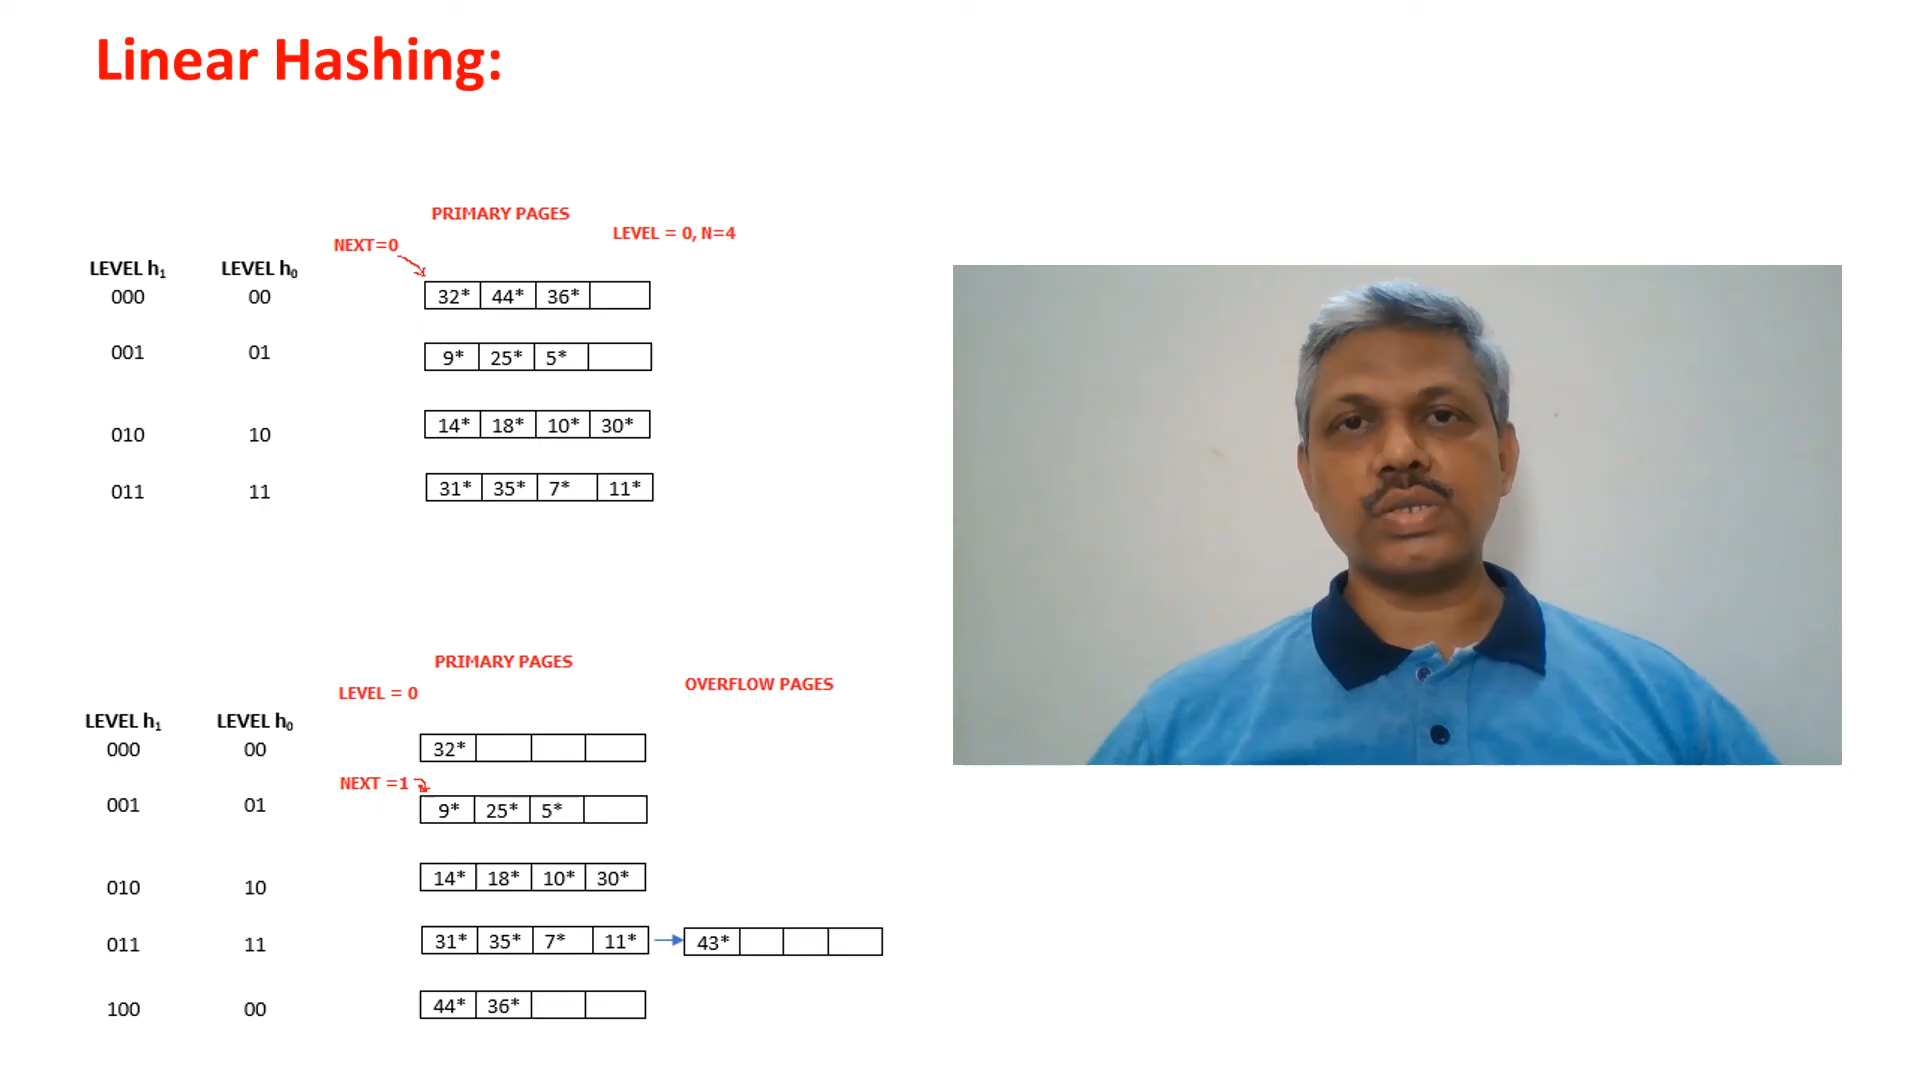 Linear Hashing:
PRIMARY PAGES
LEVEL = 0, N=4
NEXT=0
LEVEL h₁ LEVEL h₀
000 00 32* 44* 36*
001 01 9* 25* 5*
010 10 14* 18* 10* 30*
011 11 31* 35* 7* 11*
PRIMARY PAGES
OVERFLOW PAGES
LEVEL = 0
LEVEL h₁ LEVEL h₀
000 00 32*
NEXT =1
001 01 9* 25* 5*
010 10 14* 18* 10* 30*
011 11 31* 35* 7* 11* 43*
100 00 44* 36*